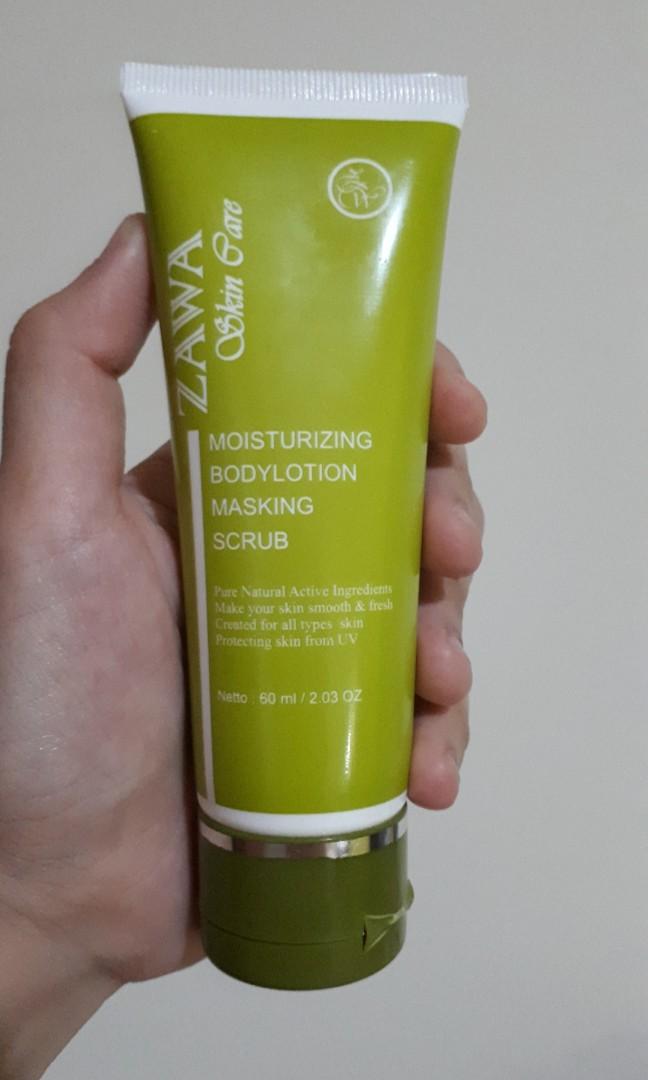 ZAWA
Skin Care
MOISTURIZING
BODYLOTION
MASKING
SCRUB
Pure Natural Active Ingredients
Make your skin smooth & fresh
Created for all types skin
Protecting skin from UV
Netto : 60 ml / 2.03 OZ